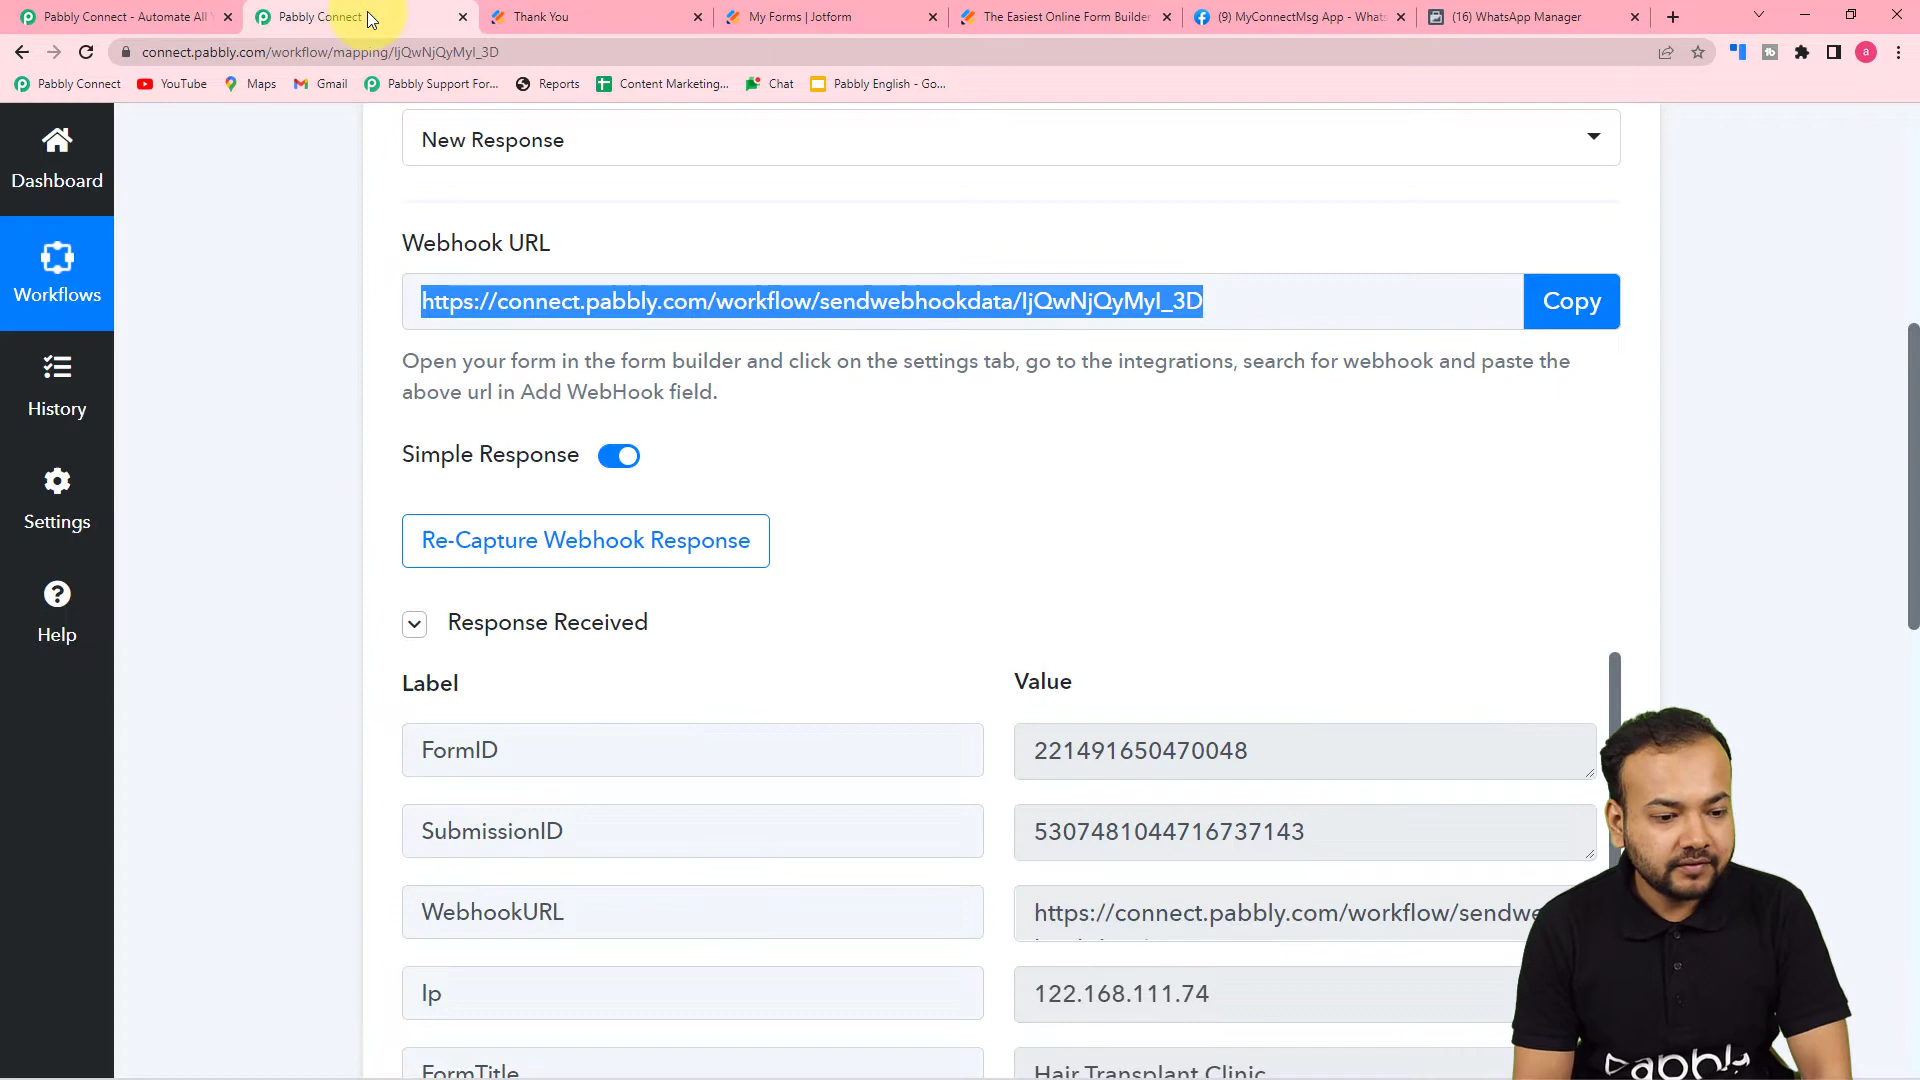 Pabbly Connect - Automate All
Pabbly Connect
Thank You
My Forms | Jotform
The Easiest Online Form Builder
(9) MyConnectMsg App - Whats
(16) WhatsApp Manager
connect.pabbly.com/workflow/mapping/IjQwNjQyMyI_3D
a
Pabbly Connect
YouTube
Maps
Gmail
Pabbly Support For...
Reports
Content Marketing...
Chat
Pabbly English - Go...
Dashboard
Workflows
History
Settings
Help
New Response
Webhook URL
https://connect.pabbly.com/workflow/sendwebhookdata/IjQwNjQyMyI_3D
Copy
Open your form in the form builder and click on the settings tab, go to the integrations, search for webhook and paste the
above url in Add WebHook field.
Simple Response
Re-Capture Webhook Response
Response Received
Label
Value
FormID
221491650470048
SubmissionID
5307481044716737143
WebhookURL
https://connect.pabbly.com/workflow/sendwe
Ip
122.168.111.74
FormTitle
Hair Transplant Clinic
Pabbly